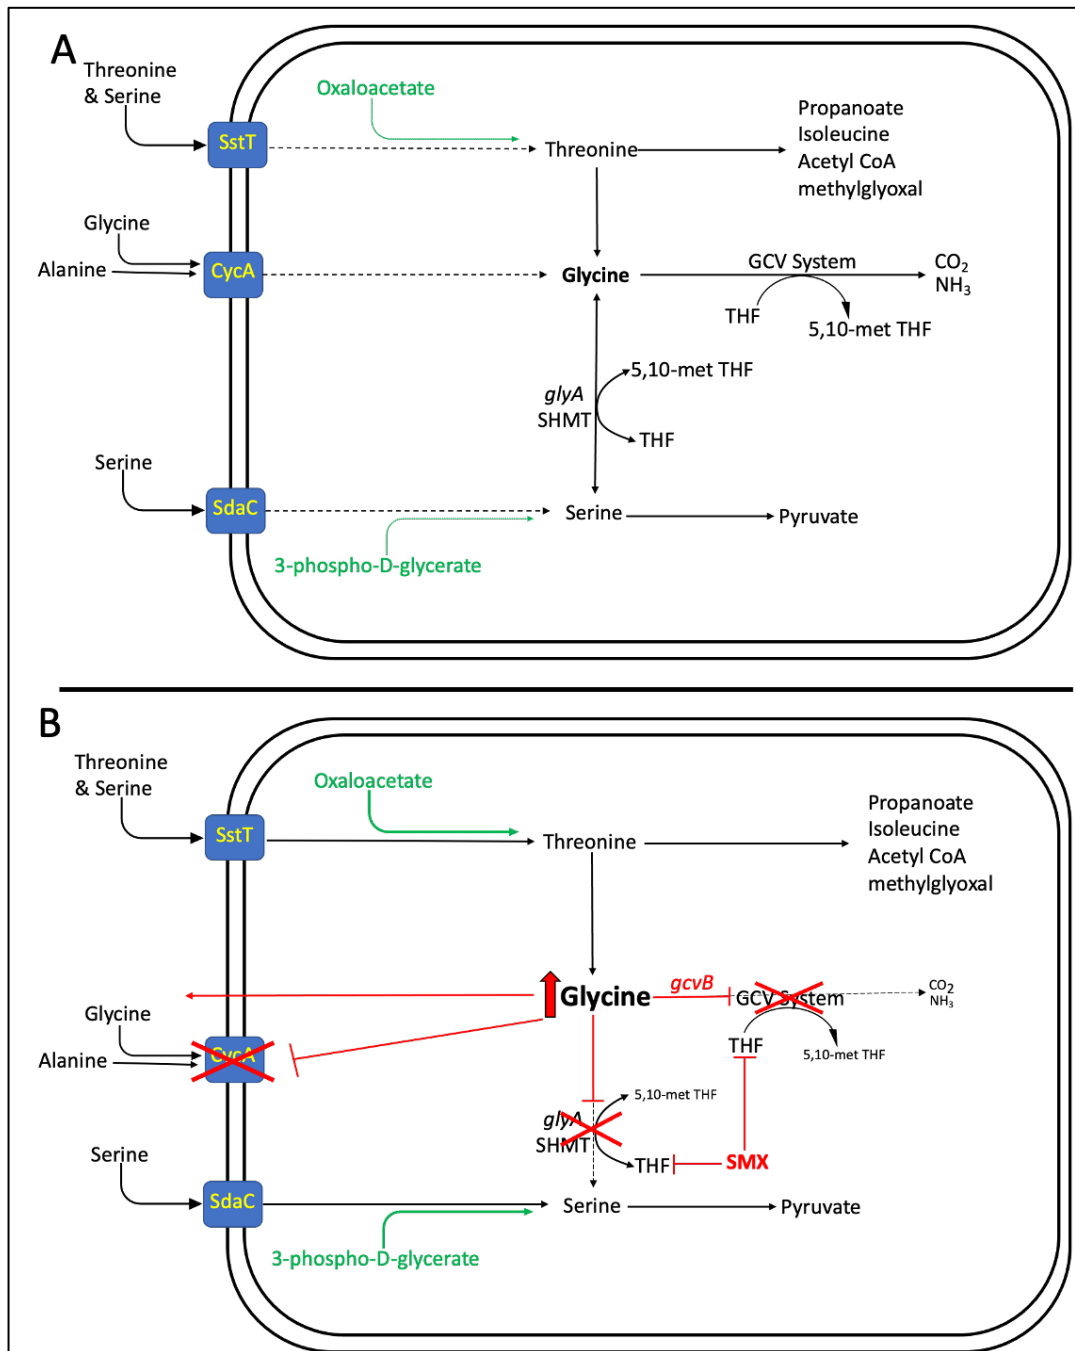 A
Threonine
& Serine
Oxaloacetate
SstT
Threonine
Propanoate
Isoleucine
Acetyl CoA
methylglyoxal
Glycine
Alanine
CycA
Glycine
GCV System
CO2
NH3
THF
5,10-met THF
5,10-met THF
glyA
SHMT
THF
Serine
SdaC
Serine
Pyruvate
3-phospho-D-glycerate
B
Threonine
& Serine
Oxaloacetate
SstT
Threonine
Propanoate
Isoleucine
Acetyl CoA
methylglyoxal
Glycine
gcvB
GCV System
CO2
NH3
Glycine
Alanine
CycA
THF
5,10-met THF
5,10-met THF
glyA
SHMT
THF
SMX
Serine
SdaC
Serine
Pyruvate
3-phospho-D-glycerate